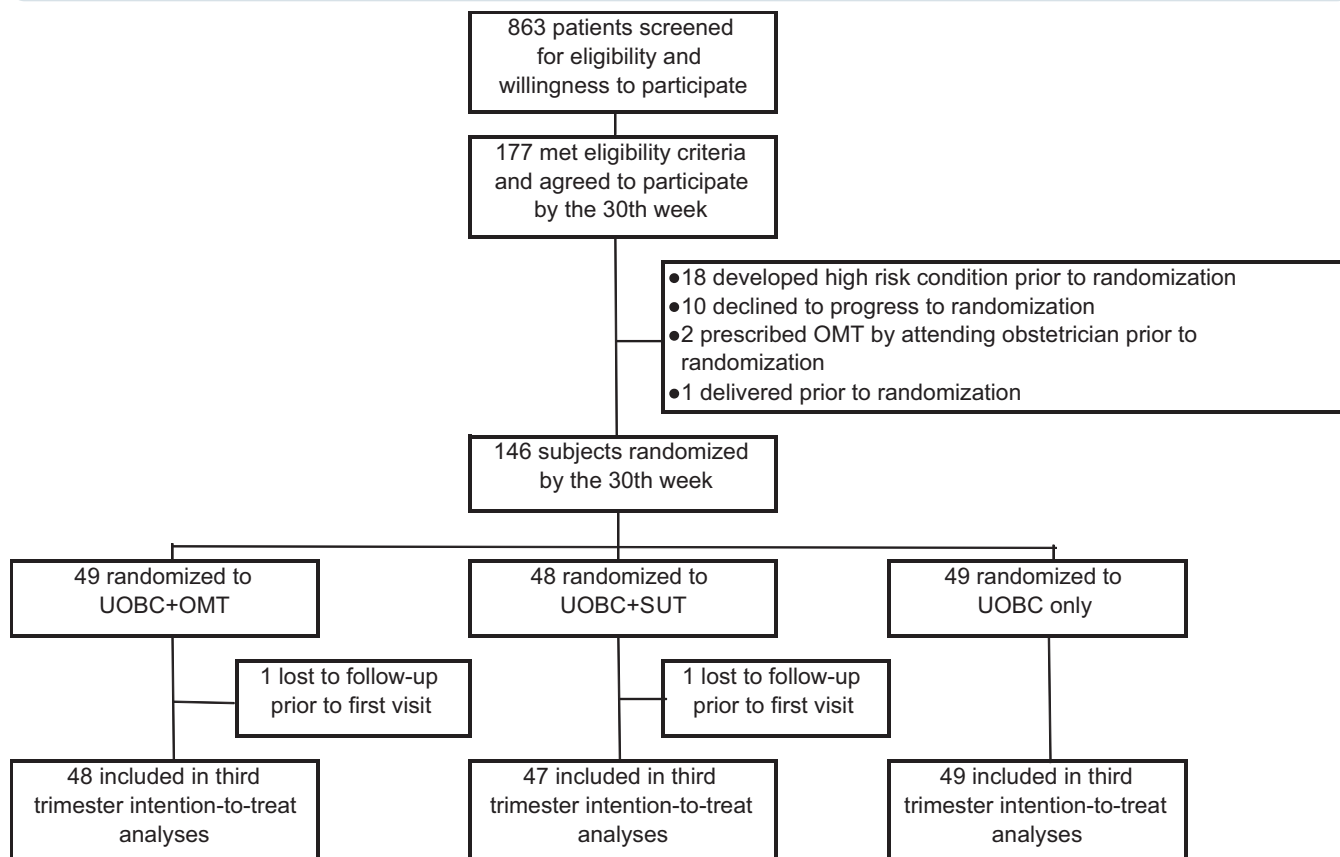 863 patients screened
for eligibility and
willingness to participate
177 met eligibility criteria
and agreed to participate
by the 30th week
●18 developed high risk condition prior to randomization
●10 declined to progress to randomization
●2 prescribed OMT by attending obstetrician prior to
randomization
●1 delivered prior to randomization
146 subjects randomized
by the 30th week
49 randomized to
UOBC+OMT
48 randomized to
UOBC+SUT
49 randomized to
UOBC only
1 lost to follow-up
prior to first visit
1 lost to follow-up
prior to first visit
48 included in third
trimester intention-to-treat
analyses
47 included in third
trimester intention-to-treat
analyses
49 included in third
trimester intention-to-treat
analyses